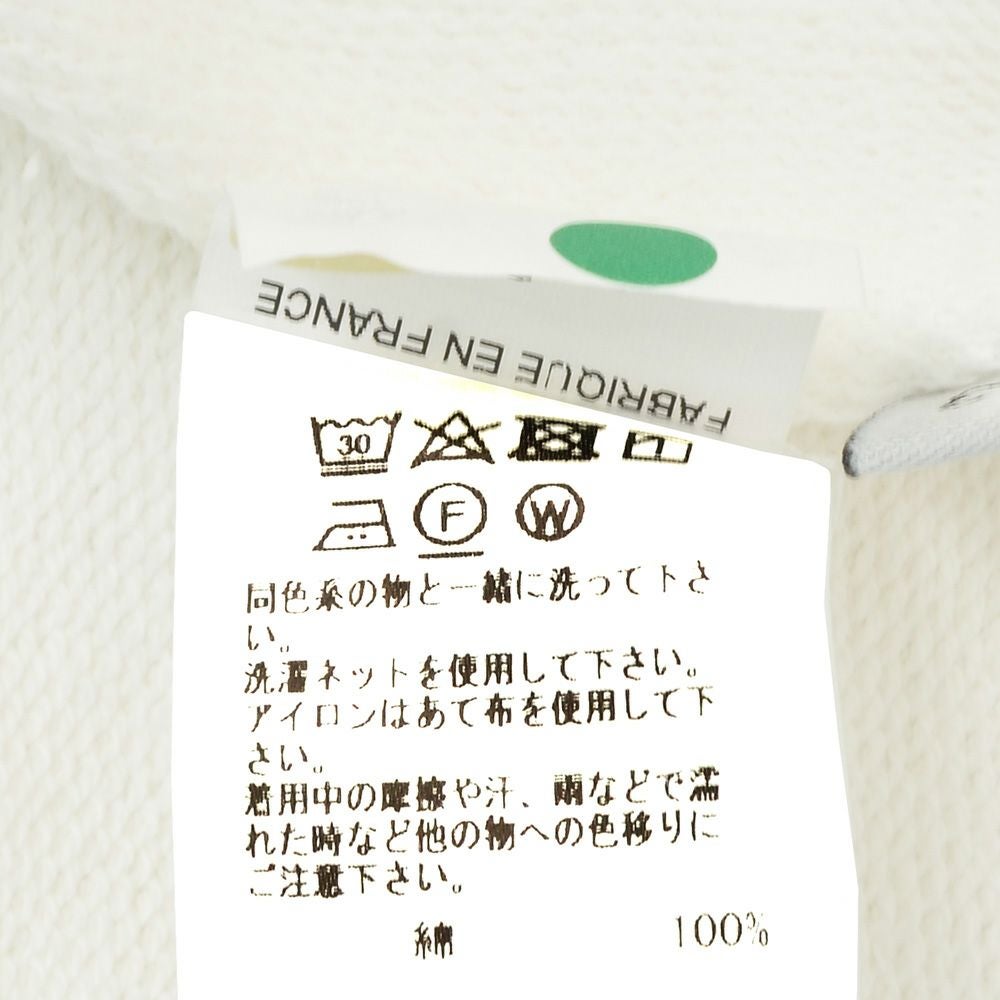 FABRIQUE EN FRANCE
30
F
W
同色系の物と一緒に洗って下さ
い。
洗濯ネットを使用して下さい。
アイロンはあて布を使用して下
さい。
着用中の摩擦や汗、雨などで濡
れた時など他の物への色移りに
ご注意下さい。
綿 100%